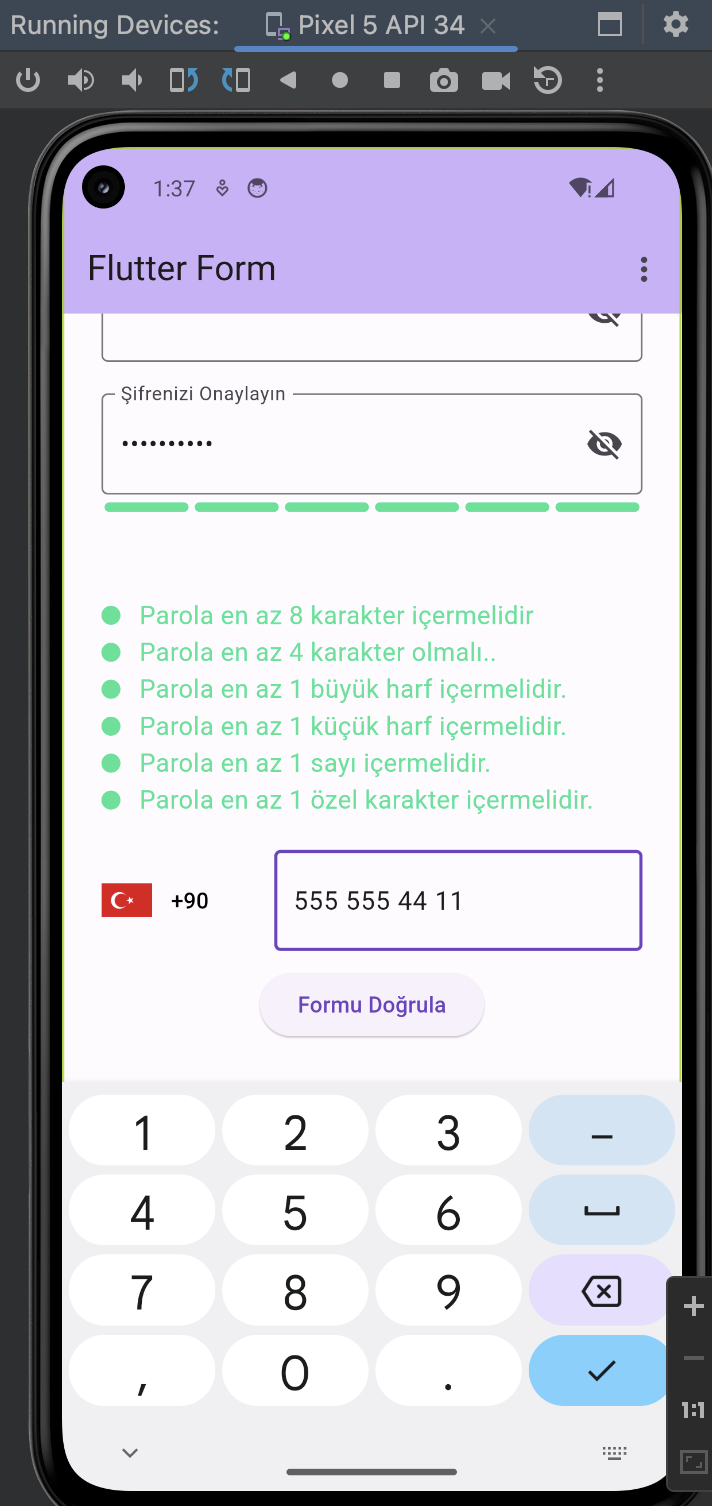 Running Devices: Pixel 5 API 34
1:37
Flutter Form
Şifrenizi Onaylayın
Parola en az 8 karakter içermelidir
Parola en az 4 karakter olmalı..
Parola en az 1 büyük harf içermelidir.
Parola en az 1 küçük harf içermelidir.
Parola en az 1 sayı içermelidir.
Parola en az 1 özel karakter içermelidir.
+90 555 555 44 11
Formu Doğrula
1 2 3 –
4 5 6
7 8 9
, 0 .
1:1